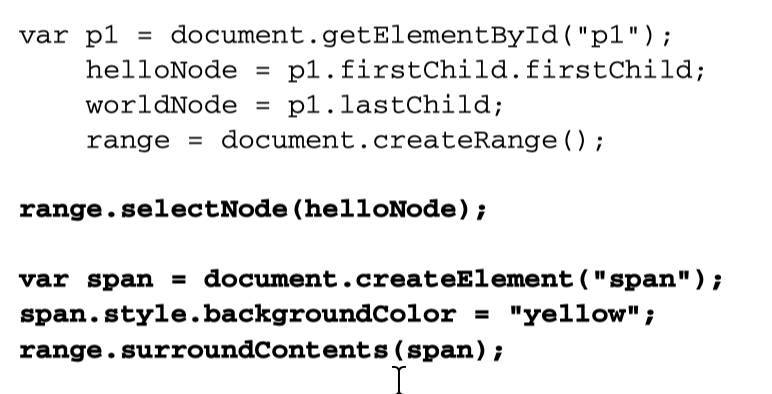 var p1 = document.getElementById("p1");
helloNode = p1.firstChild.firstChild;
worldNode = p1.lastChild;
range = document.createRange();
range.selectNode(helloNode);
var span = document.createElement("span");
span.style.backgroundColor = "yellow";
range.surroundContents(span);